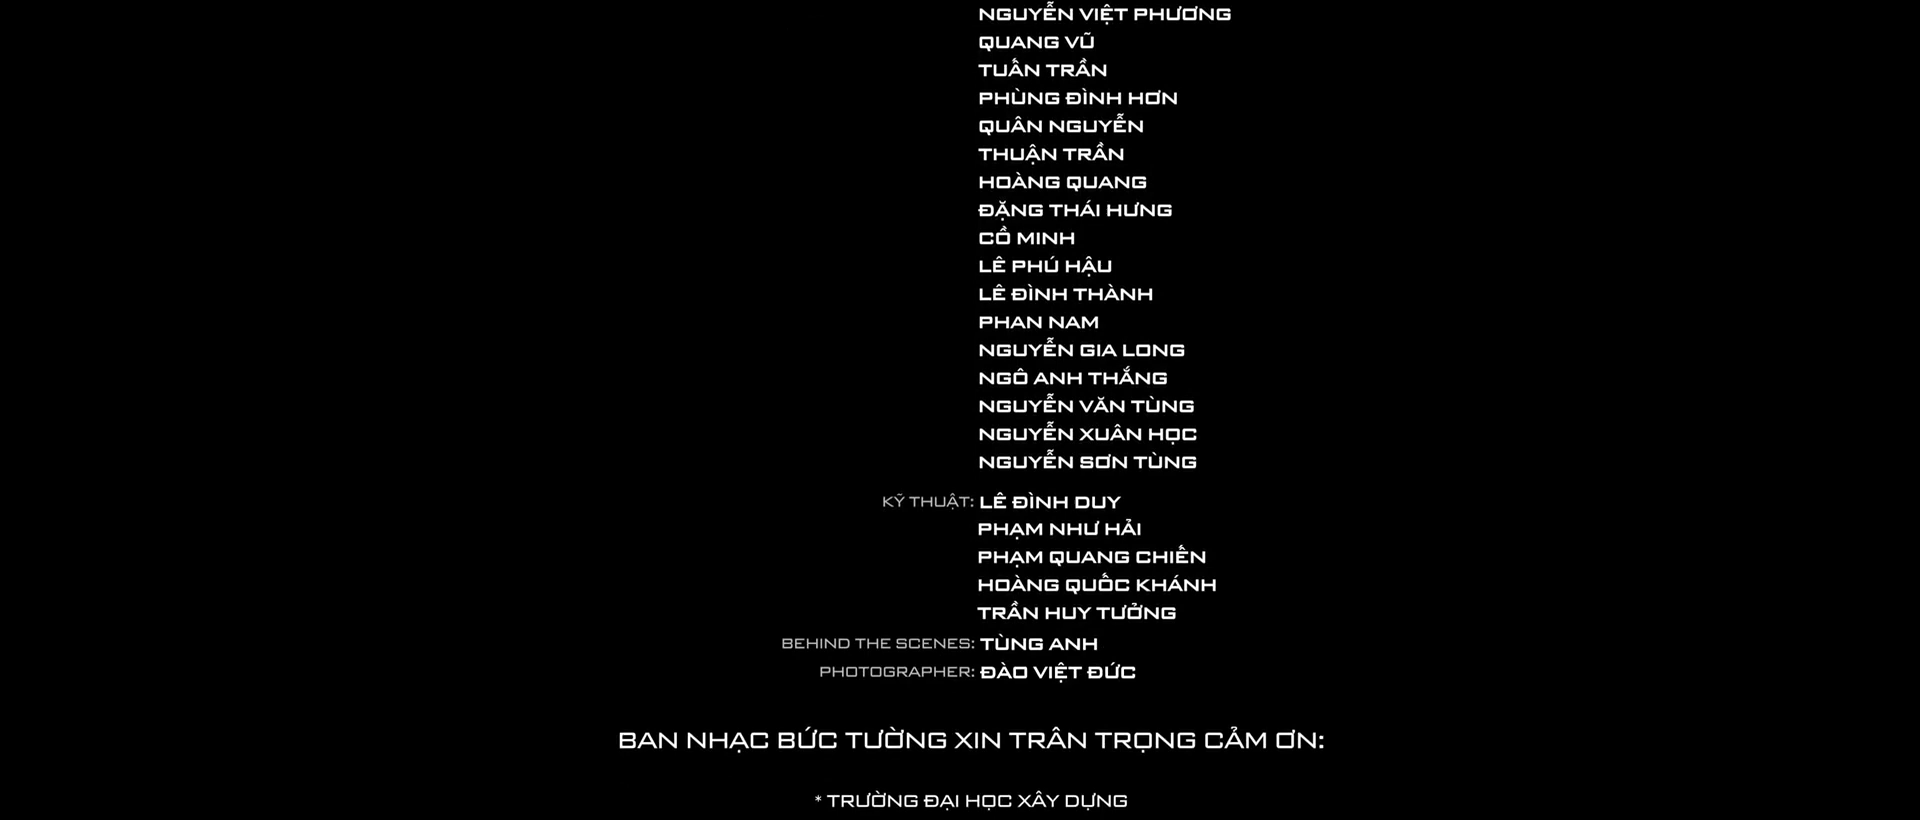 NGUYỄN VIỆT PHƯƠNG
QUANG VŨ
TUẤN TRẦN
PHÙNG ĐÌNH HƠN
QUÂN NGUYỄN
THUẬN TRẦN
HOÀNG QUANG
ĐẶNG THÁI HƯNG
CỒ MINH
LÊ PHÚ HẬU
LÊ ĐÌNH THÀNH
PHAN NAM
NGUYỄN GIA LONG
NGÔ ANH THẮNG
NGUYỄN VĂN TÙNG
NGUYỄN XUÂN HỌC
NGUYỄN SƠN TÙNG
KỸ THUẬT: LÊ ĐÌNH DUY
PHẠM NHƯ HẢI
PHẠM QUANG CHIẾN
HOÀNG QUỐC KHÁNH
TRẦN HUY TƯỞNG
BEHIND THE SCENES: TÙNG ANH
PHOTOGRAPHER: ĐÀO VIỆT ĐỨC
BAN NHẠC BỨC TƯỜNG XIN TRÂN TRỌNG CẢM ƠN:
* TRƯỜNG ĐẠI HỌC XÂY DỰNG